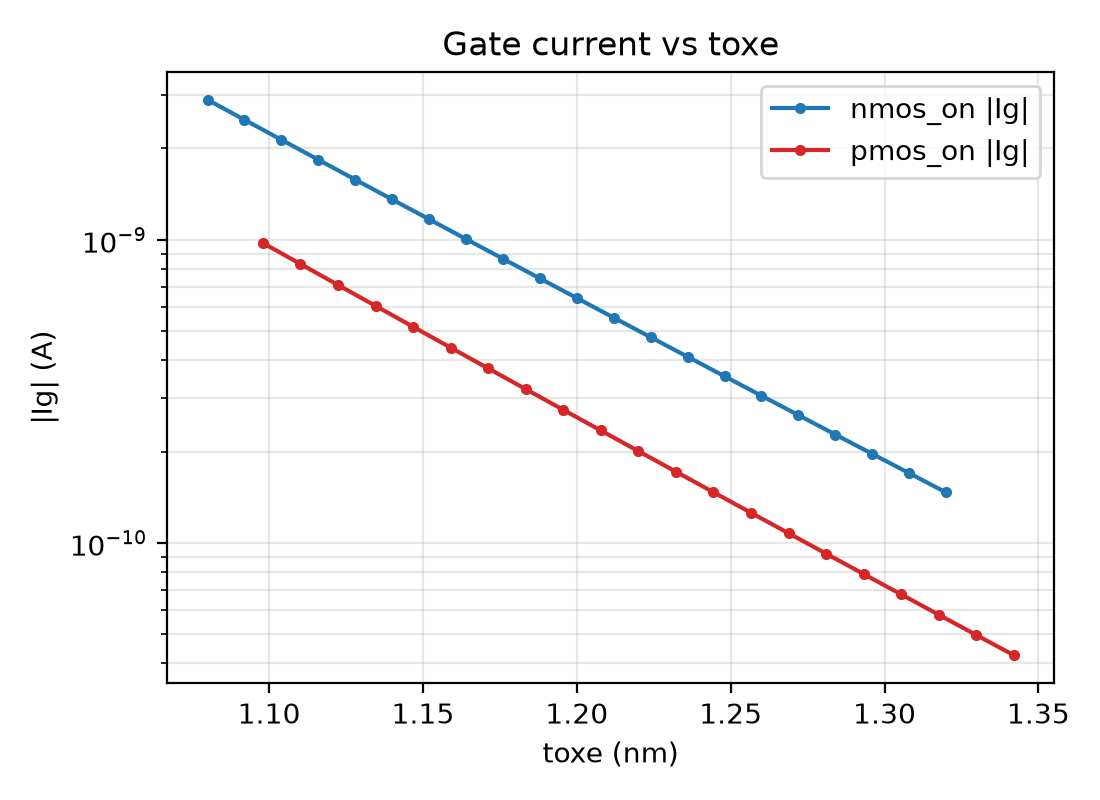 Gate current vs toxe
nmos_on |Ig|
pmos_on |Ig|
10⁻⁹
10⁻¹⁰
|Ig| (A)
1.10 1.15 1.20 1.25 1.30 1.35
toxe (nm)